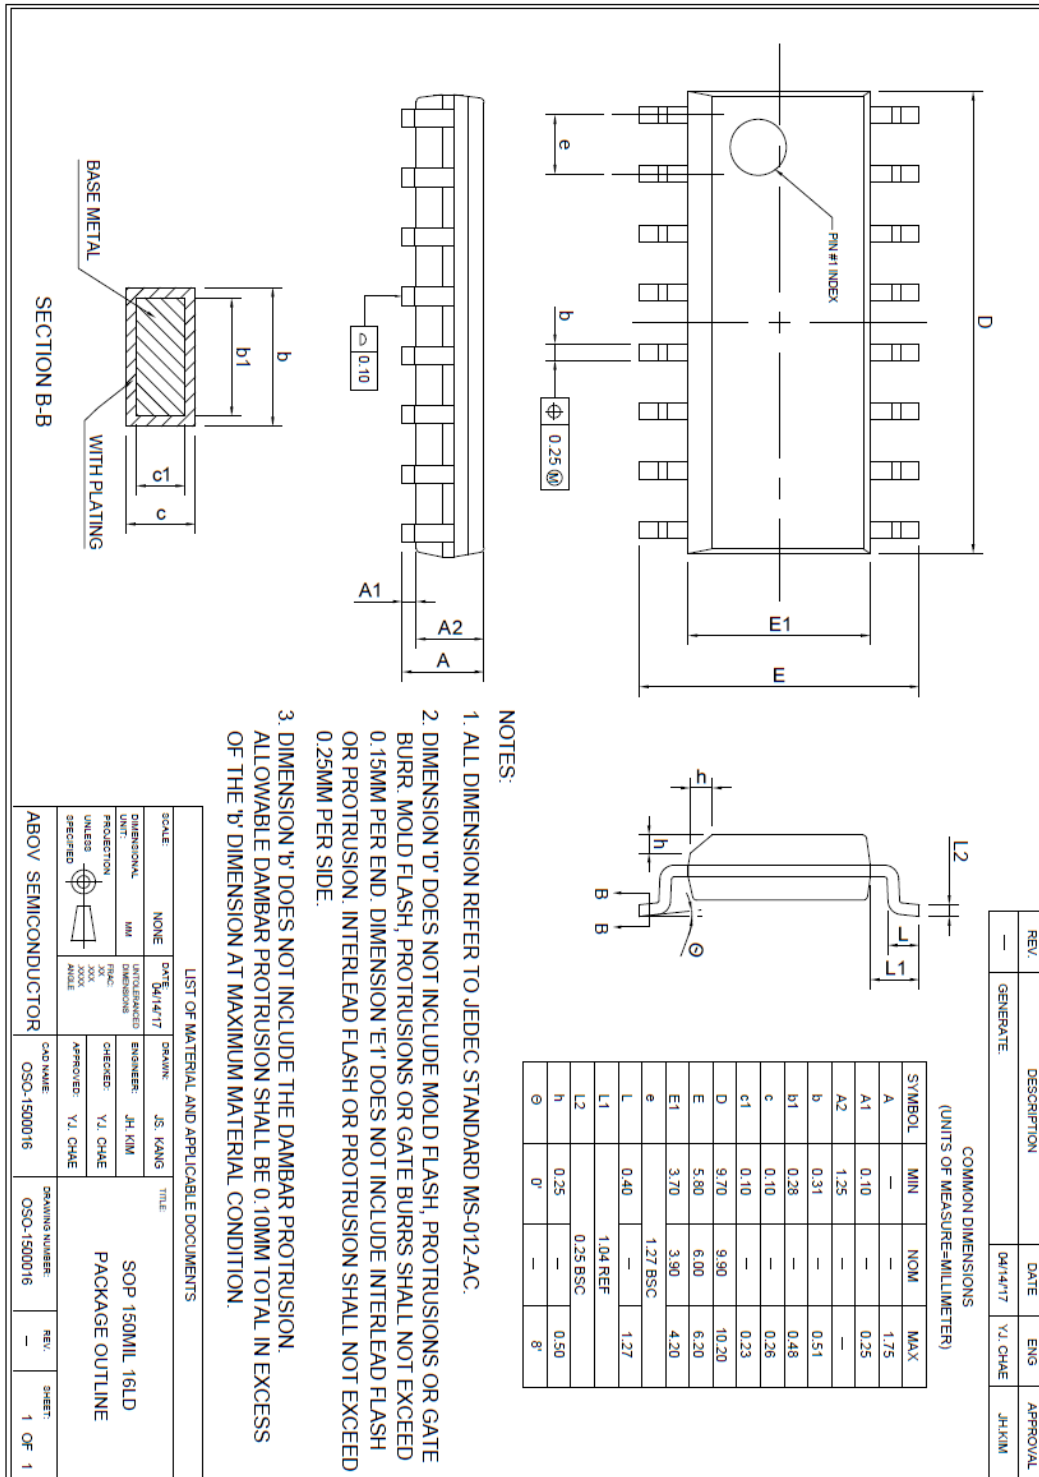 REV. DESCRIPTION DATE ENG APPROVAL
— GENERATE. 04/14/'17 Y.J. CHAE JH.KIM
D
PIN #1 INDEX
e
b
0.25 Ⓜ
E1
E
L2
h
h
L
L1
B
B
Θ
0.10
A1
A2
A
b
b1
c1
c
BASE METAL
WITH PLATING
SECTION B-B
COMMON DIMENSIONS
(UNITS OF MEASURE=MILLIMETER)
SYMBOL MIN NOM MAX
A — — 1.75
A1 0.10 — 0.25
A2 1.25 — —
b 0.31 — 0.51
b1 0.28 — 0.48
c 0.10 — 0.26
c1 0.10 — 0.23
D 9.70 9.90 10.20
E 5.80 6.00 6.20
E1 3.70 3.90 4.20
e 1.27 BSC
L 0.40 — 1.27
L1 1.04 REF
L2 0.25 BSC
h 0.25 — 0.50
Θ 0° — 8°
NOTES:
1. ALL DIMENSION REFER TO JEDEC STANDARD MS-012-AC.
2. DIMENSION 'D' DOES NOT INCLUDE MOLD FLASH, PROTRUSIONS OR GATE
BURR. MOLD FLASH, PROTRUSIONS OR GATE BURRS SHALL NOT EXCEED
0.15MM PER END. DIMENSION 'E1' DOES NOT INCLUDE INTERLEAD FLASH
OR PROTRUSION. INTERLEAD FLASH OR PROTRUSION SHALL NOT EXCEED
0.25MM PER SIDE.
3. DIMENSION 'b' DOES NOT INCLUDE THE DAMBAR PROTRUSION.
ALLOWABLE DAMBAR PROTRUSION SHALL BE 0.10MM TOTAL IN EXCESS
OF THE 'b' DIMENSION AT MAXIMUM MATERIAL CONDITION.
LIST OF MATERIAL AND APPLICABLE DOCUMENTS
SCALE: NONE
DATE: 04/14/'17
DRAWN: JS. KANG
TITLE:
DIMENSIONAL
UNIT: MM
UNTOLERANCED
DIMENSIONS
ENGINEER: JH. KIM
PROJECTION
UNLESS
SPECIFIED
FRAC:
.XX
.XXX
.XXXX
ANGLE
CHECKED: Y.J. CHAE
APPROVED: Y.J. CHAE
SOP 150MIL 16LD
PACKAGE OUTLINE
ABOV SEMICONDUCTOR
CAD NAME:
OSO-1500016
DRAWING NUMBER:
OSO-1500016
REV.
—
SHEET:
1 OF 1